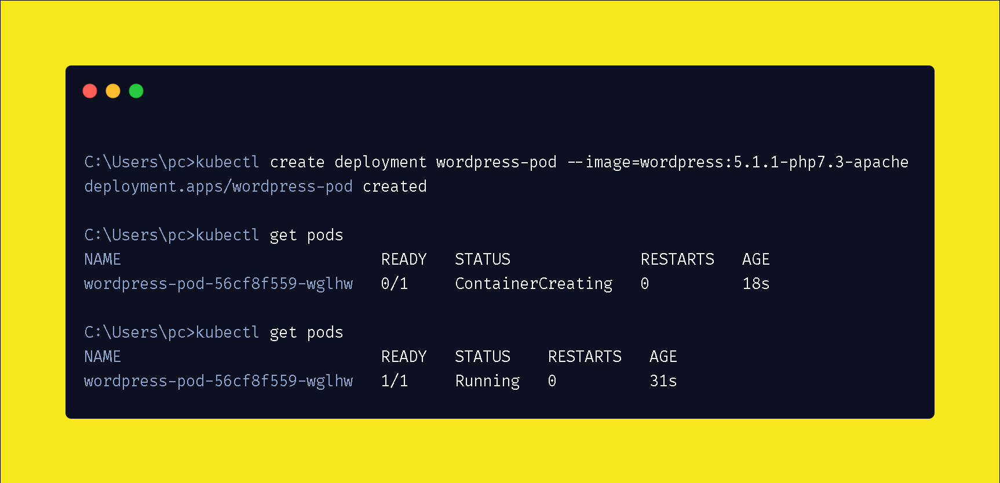 C:\Users\pc>kubectl create deployment wordpress-pod --image=wordpress:5.1.1-php7.3-apache
deployment.apps/wordpress-pod created
C:\Users\pc>kubectl get pods
NAME                            READY   STATUS              RESTARTS   AGE
wordpress-pod-56cf8f559-wglhw   0/1     ContainerCreating   0          18s
C:\Users\pc>kubectl get pods
NAME                            READY   STATUS    RESTARTS   AGE
wordpress-pod-56cf8f559-wglhw   1/1     Running   0          31s